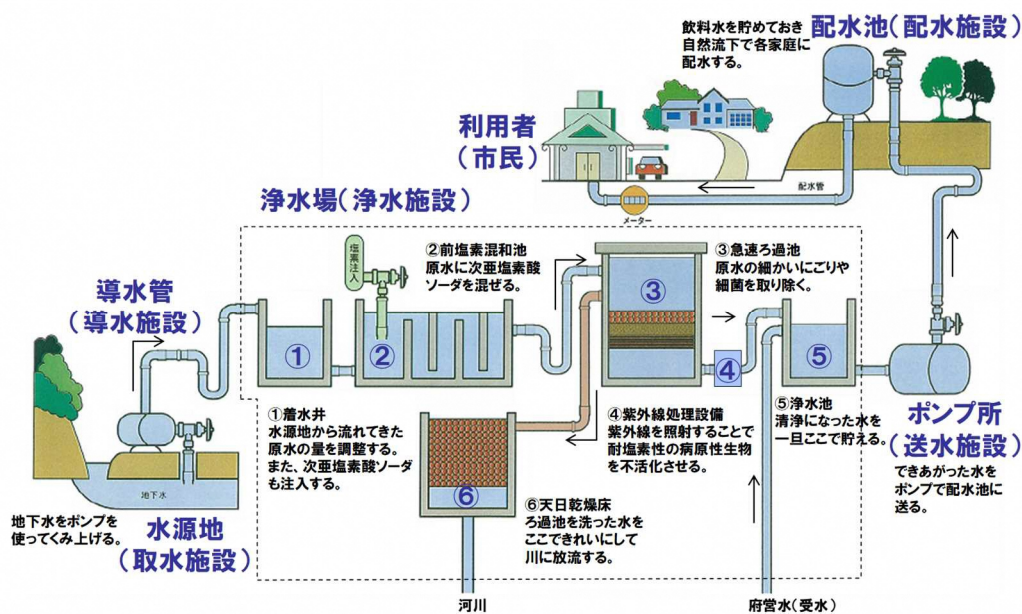 飲料水を貯めておき
自然流下で各家庭に
配水する。
配水池(配水施設)
利用者
(市民)
配水管
メーター
浄水場(浄水施設)
塩素注入
②前塩素混和池
原水に次亜塩素酸
ソーダを混ぜる。
③急速ろ過池
原水の細かいにごりや
細菌を取り除く。
導水管
(導水施設)
①
②
③
④
⑤
⑥
①着水井
水源地から流れてきた
原水の量を調整する。
また、次亜塩素酸ソーダ
も注入する。
④紫外線処理設備
紫外線を照射することで
耐塩素性の病原性生物
を不活化させる。
⑤浄水池
清浄になった水を
一旦ここで貯える。
ポンプ所
(送水施設)
できあがった水を
ポンプで配水池に
送る。
地下水
地下水をポンプを
使ってくみ上げる。
水源地
(取水施設)
⑥天日乾燥床
ろ過池を洗った水を
ここできれいにして
川に放流する。
河川
府営水(受水)